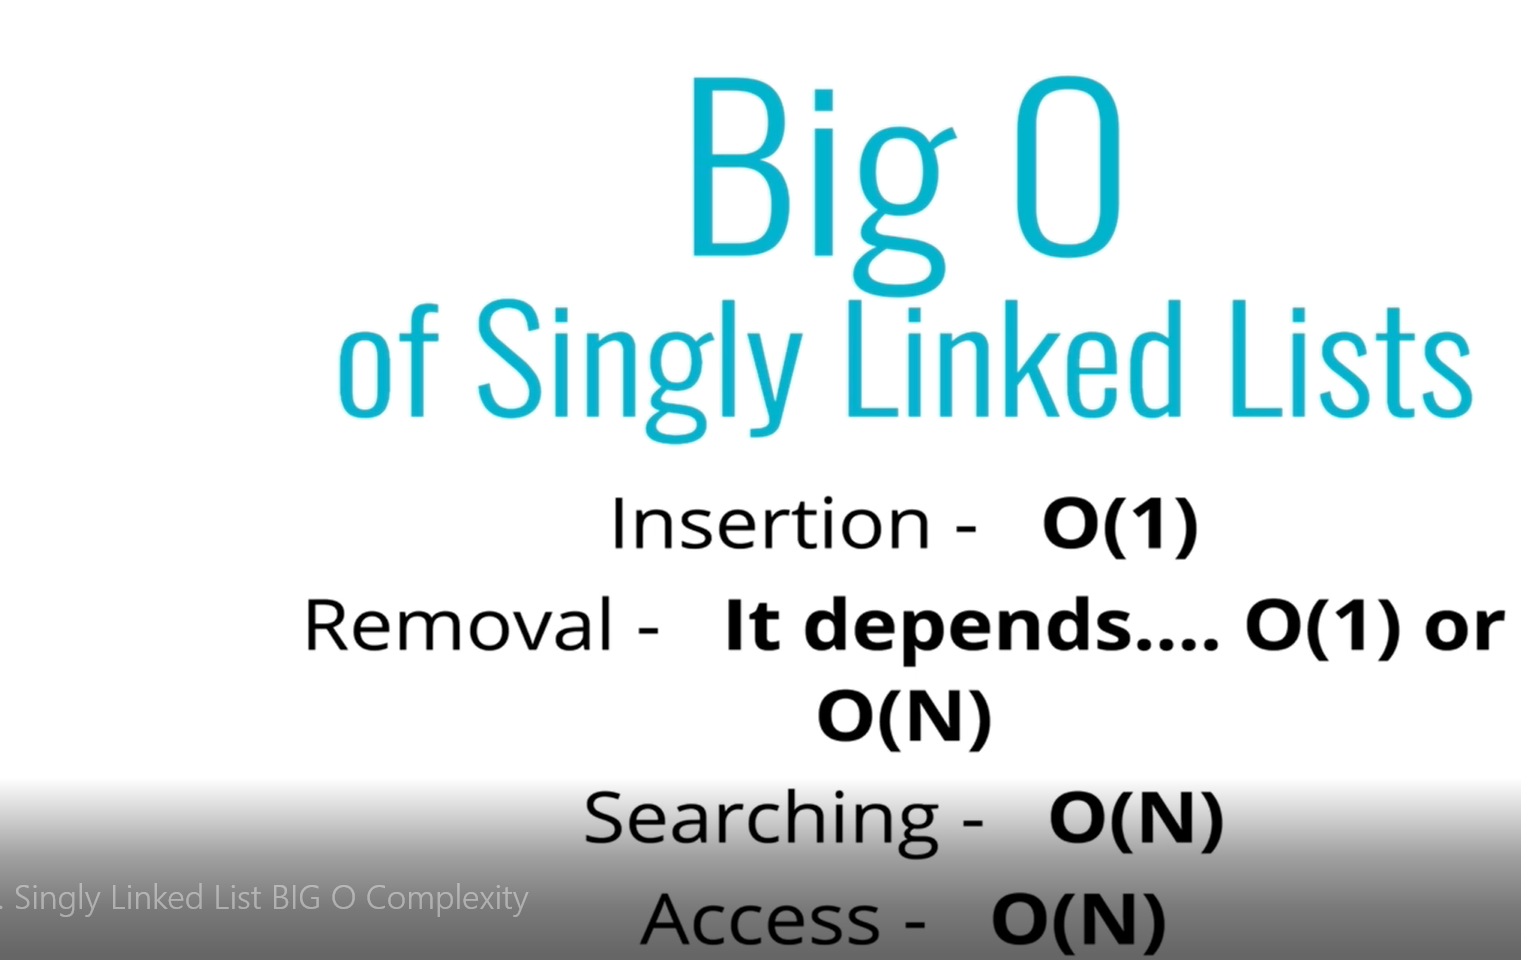 Big O
of Singly Linked Lists
Insertion - O(1)
Removal - It depends.... O(1) or
O(N)
Searching - O(N)
. Singly Linked List BIG O Complexity
Access - O(N)